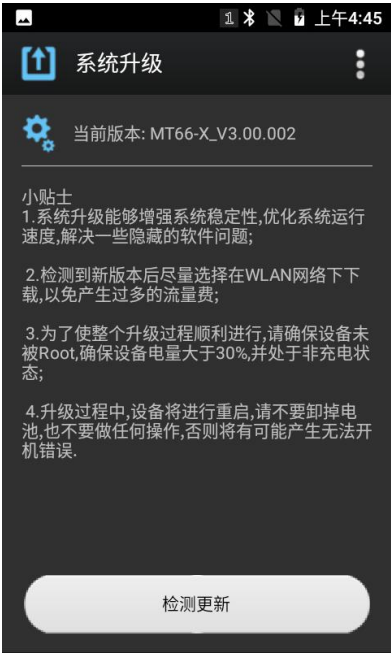 1 上午4:45
系统升级
当前版本: MT66-X_V3.00.002
小贴士
1.系统升级能够增强系统稳定性,优化系统运行
速度,解决一些隐藏的软件问题;
2.检测到新版本后尽量选择在WLAN网络下下
载,以免产生过多的流量费;
3.为了使整个升级过程顺利进行,请确保设备未
被Root,确保设备电量大于30%,并处于非充电状
态;
4.升级过程中,设备将进行重启,请不要卸掉电
池,也不要做任何操作,否则将有可能产生无法开
机错误.
检测更新